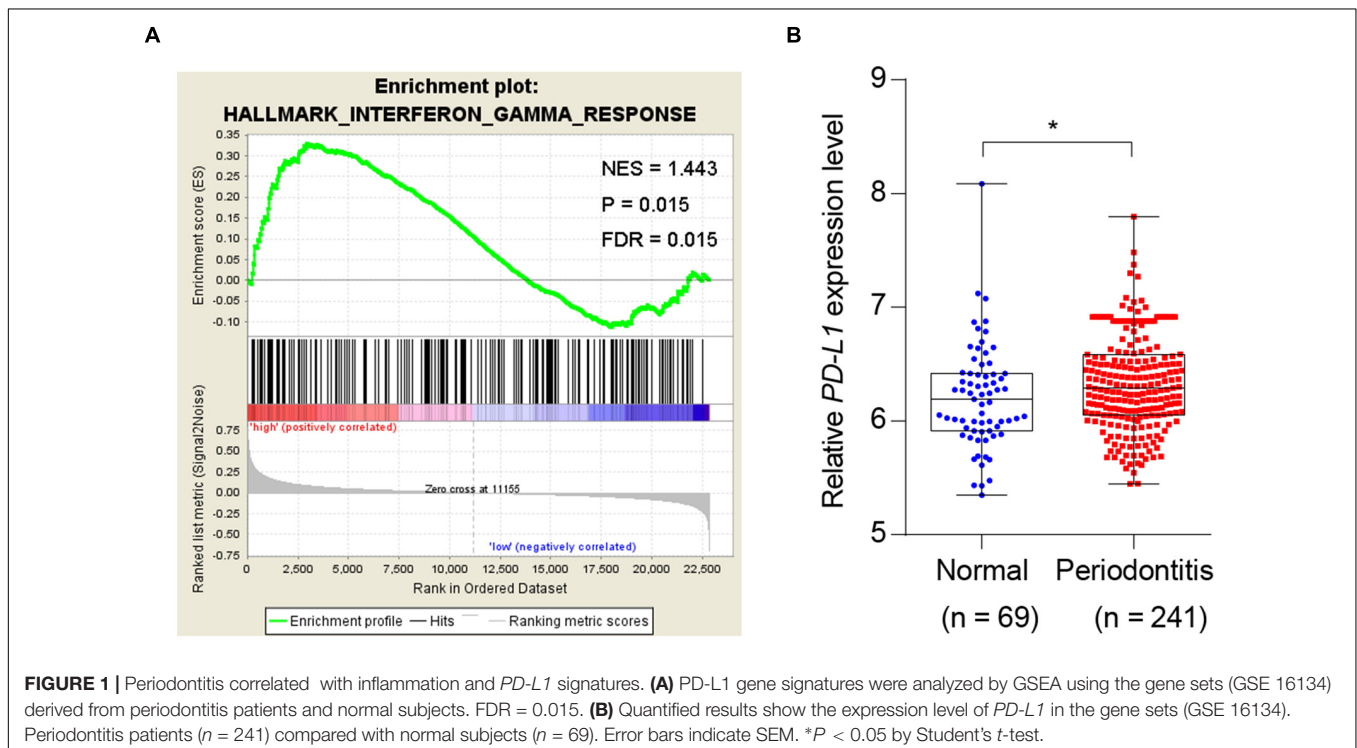 A
Enrichment plot:
HALLMARK_INTERFERON_GAMMA_RESPONSE
Enrichment score (ES)
0.35
0.30
0.25
0.20
0.15
0.10
0.05
0.00
-0.05
-0.10
NES = 1.443
P = 0.015
FDR = 0.015
Ranked list metric (Signal2Noise)
'high' (positively correlated)
0.75
0.50
0.25
0.00
-0.25
-0.50
-0.75
Zero cross at 11155
'low' (negatively correlated)
0 2,500 5,000 7,500 10,000 12,500 15,000 17,500 20,000 22,500
Rank in Ordered Dataset
Enrichment profile Hits Ranking metric scores
B
Relative PD-L1 expression level
9
8
7
6
5
*
Normal Periodontitis
(n = 69) (n = 241)
FIGURE 1 | Periodontitis correlated with inflammation and PD-L1 signatures. (A) PD-L1 gene signatures were analyzed by GSEA using the gene sets (GSE 16134)
derived from periodontitis patients and normal subjects. FDR = 0.015. (B) Quantified results show the expression level of PD-L1 in the gene sets (GSE 16134).
Periodontitis patients (n = 241) compared with normal subjects (n = 69). Error bars indicate SEM. *P < 0.05 by Student's t-test.